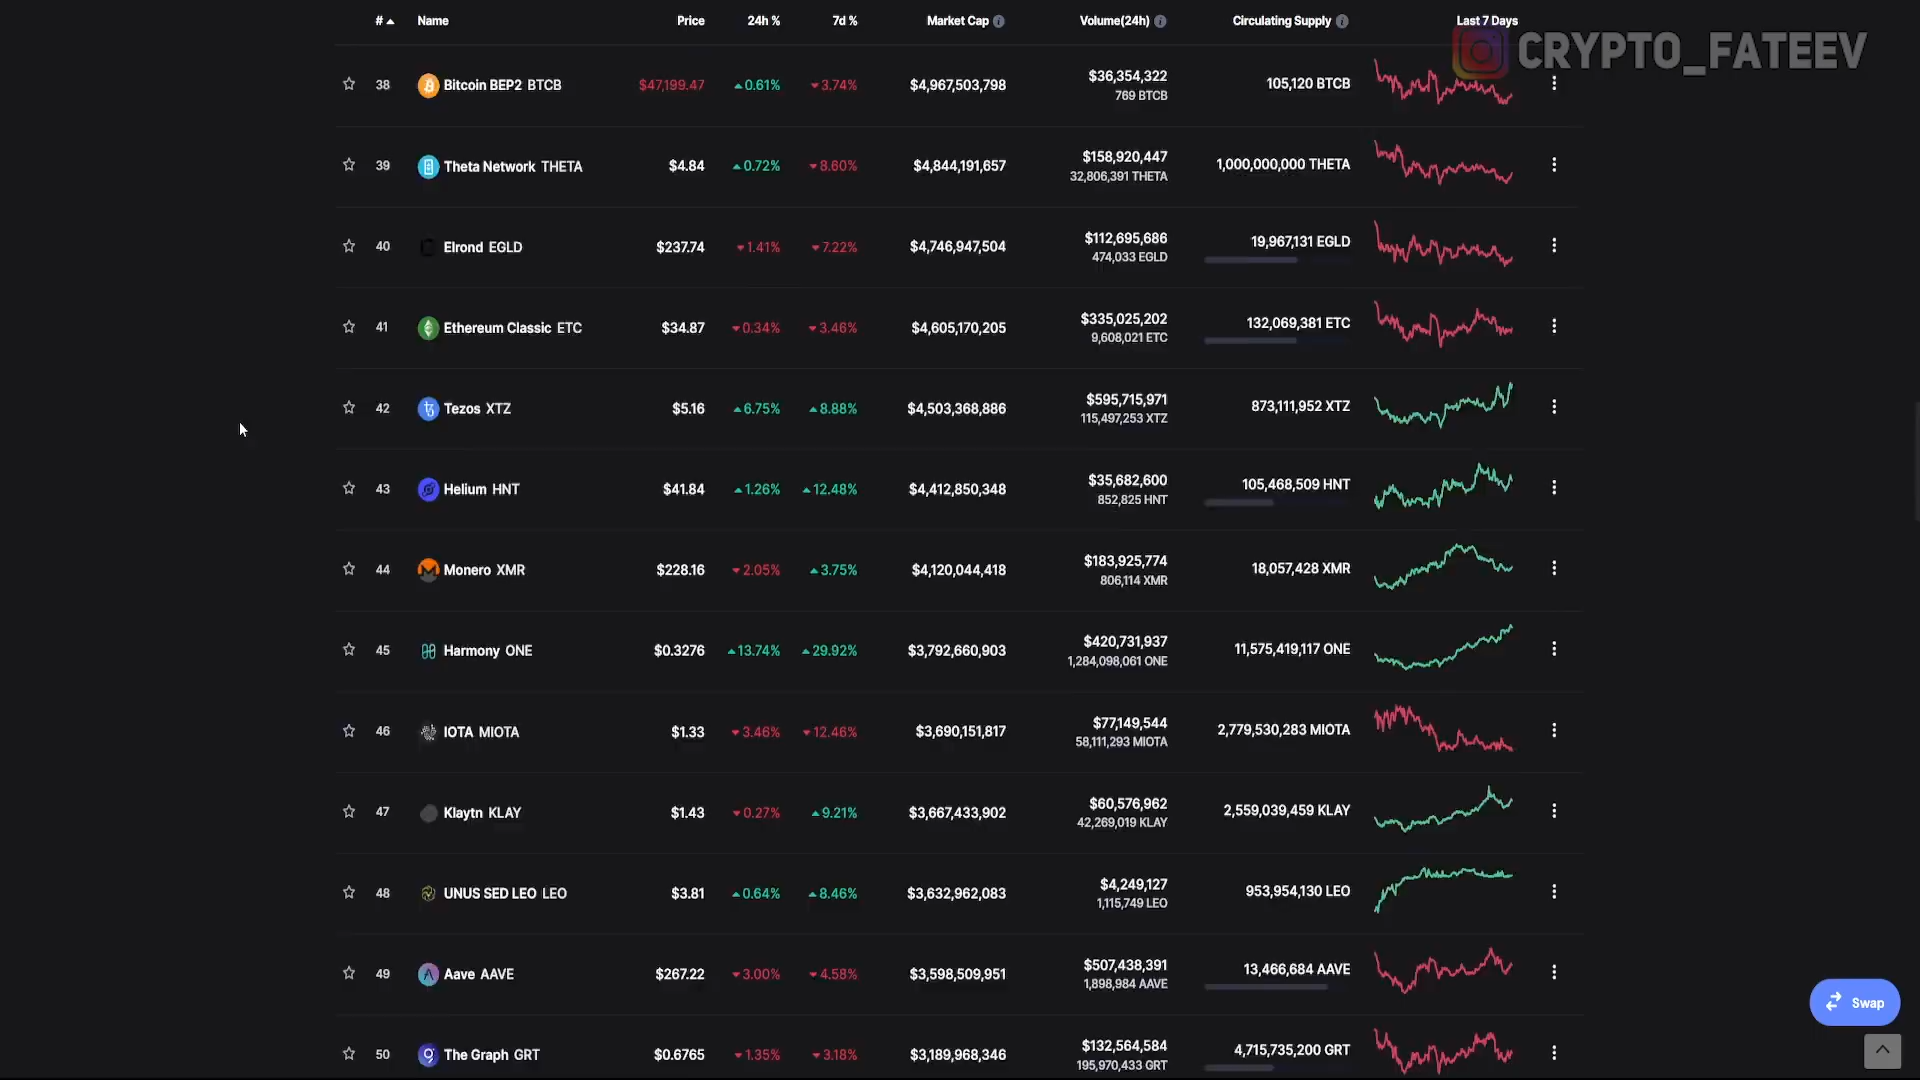 # Name Price 24h % 7d % Market Cap Volume(24h) Circulating Supply Last 7 Days
CRYPTO_FATEEV
38 Bitcoin BEP2 BTCB $47,199.47 0.61% 3.74% $4,967,503,798 $36,354,322 105,120 BTCB
769 BTCB
39 Theta Network THETA $4.84 0.72% 8.60% $4,844,191,657 $158,920,447 1,000,000,000 THETA
32,806,391 THETA
40 Elrond EGLD $237.74 1.41% 7.22% $4,746,947,504 $112,695,686 19,967,131 EGLD
474,033 EGLD
41 Ethereum Classic ETC $34.87 0.34% 3.46% $4,605,170,205 $335,025,202 132,069,381 ETC
9,608,021 ETC
42 Tezos XTZ $5.16 6.75% 8.88% $4,503,368,886 $595,715,971 873,111,952 XTZ
115,497,253 XTZ
43 Helium HNT $41.84 1.26% 12.48% $4,412,850,348 $35,682,600 105,468,509 HNT
852,825 HNT
44 Monero XMR $228.16 2.05% 3.75% $4,120,044,418 $183,925,774 18,057,428 XMR
806,114 XMR
45 Harmony ONE $0.3276 13.74% 29.92% $3,792,660,903 $420,731,937 11,575,419,117 ONE
1,284,098,061 ONE
46 IOTA MIOTA $1.33 3.46% 12.46% $3,690,151,817 $77,149,544 2,779,530,283 MIOTA
58,111,293 MIOTA
47 Klaytn KLAY $1.43 0.27% 9.21% $3,667,433,902 $60,576,962 2,559,039,459 KLAY
42,269,019 KLAY
48 UNUS SED LEO LEO $3.81 0.64% 8.46% $3,632,962,083 $4,249,127 953,954,130 LEO
1,115,749 LEO
49 Aave AAVE $267.22 3.00% 4.58% $3,598,509,951 $507,438,391 13,466,684 AAVE
1,898,984 AAVE
Swap
50 The Graph GRT $0.6765 1.35% 3.18% $3,189,968,346 $132,564,584 4,715,735,200 GRT
195,970,433 GRT